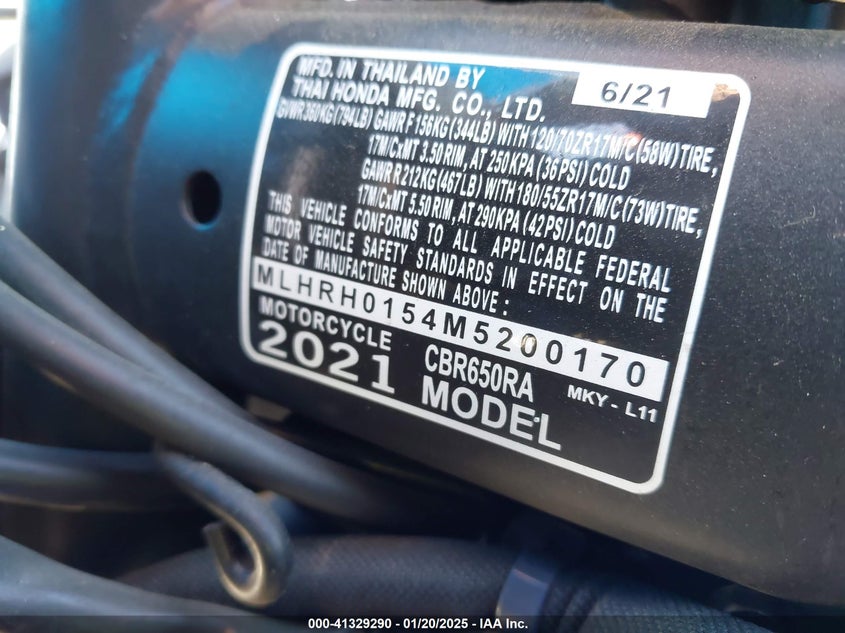 MFD. IN THAILAND BY
THAI HONDA MFG. CO., LTD.
6/21
GVWR 360KG (794LB) GAWR F 156KG (344LB) WITH 120/70ZR17M/C(58W) TIRE,
17M/CxMT 3.50 RIM, AT 250 KPA (36 PSI) COLD
GAWR R 212KG (467LB) WITH 180/55ZR17M/C(73W) TIRE,
17M/CxMT 5.50 RIM, AT 290 KPA (42 PSI) COLD
THIS VEHICLE CONFORMS TO ALL APPLICABLE FEDERAL
MOTOR VEHICLE SAFETY STANDARDS IN EFFECT ON THE
DATE OF MANUFACTURE SHOWN ABOVE:
MLHRH0154M5200170
MOTORCYCLE CBR650RA MKY - L11
2021 MODEL
000-41329290 - 01/20/2025 - IAA Inc.